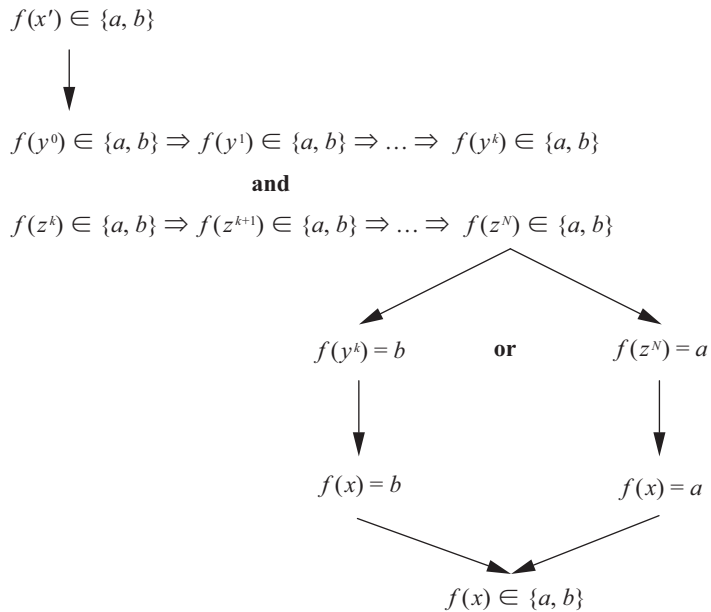 f(x′) ∈ {a, b}
f(y⁰) ∈ {a, b} ⇒ f(y¹) ∈ {a, b} ⇒ … ⇒ f(yᵏ) ∈ {a, b}
and
f(zᵏ) ∈ {a, b} ⇒ f(zᵏ⁺¹) ∈ {a, b} ⇒ … ⇒ f(zᴺ) ∈ {a, b}
f(yᵏ) = b or f(zᴺ) = a
f(x) = b f(x) = a
f(x) ∈ {a, b}